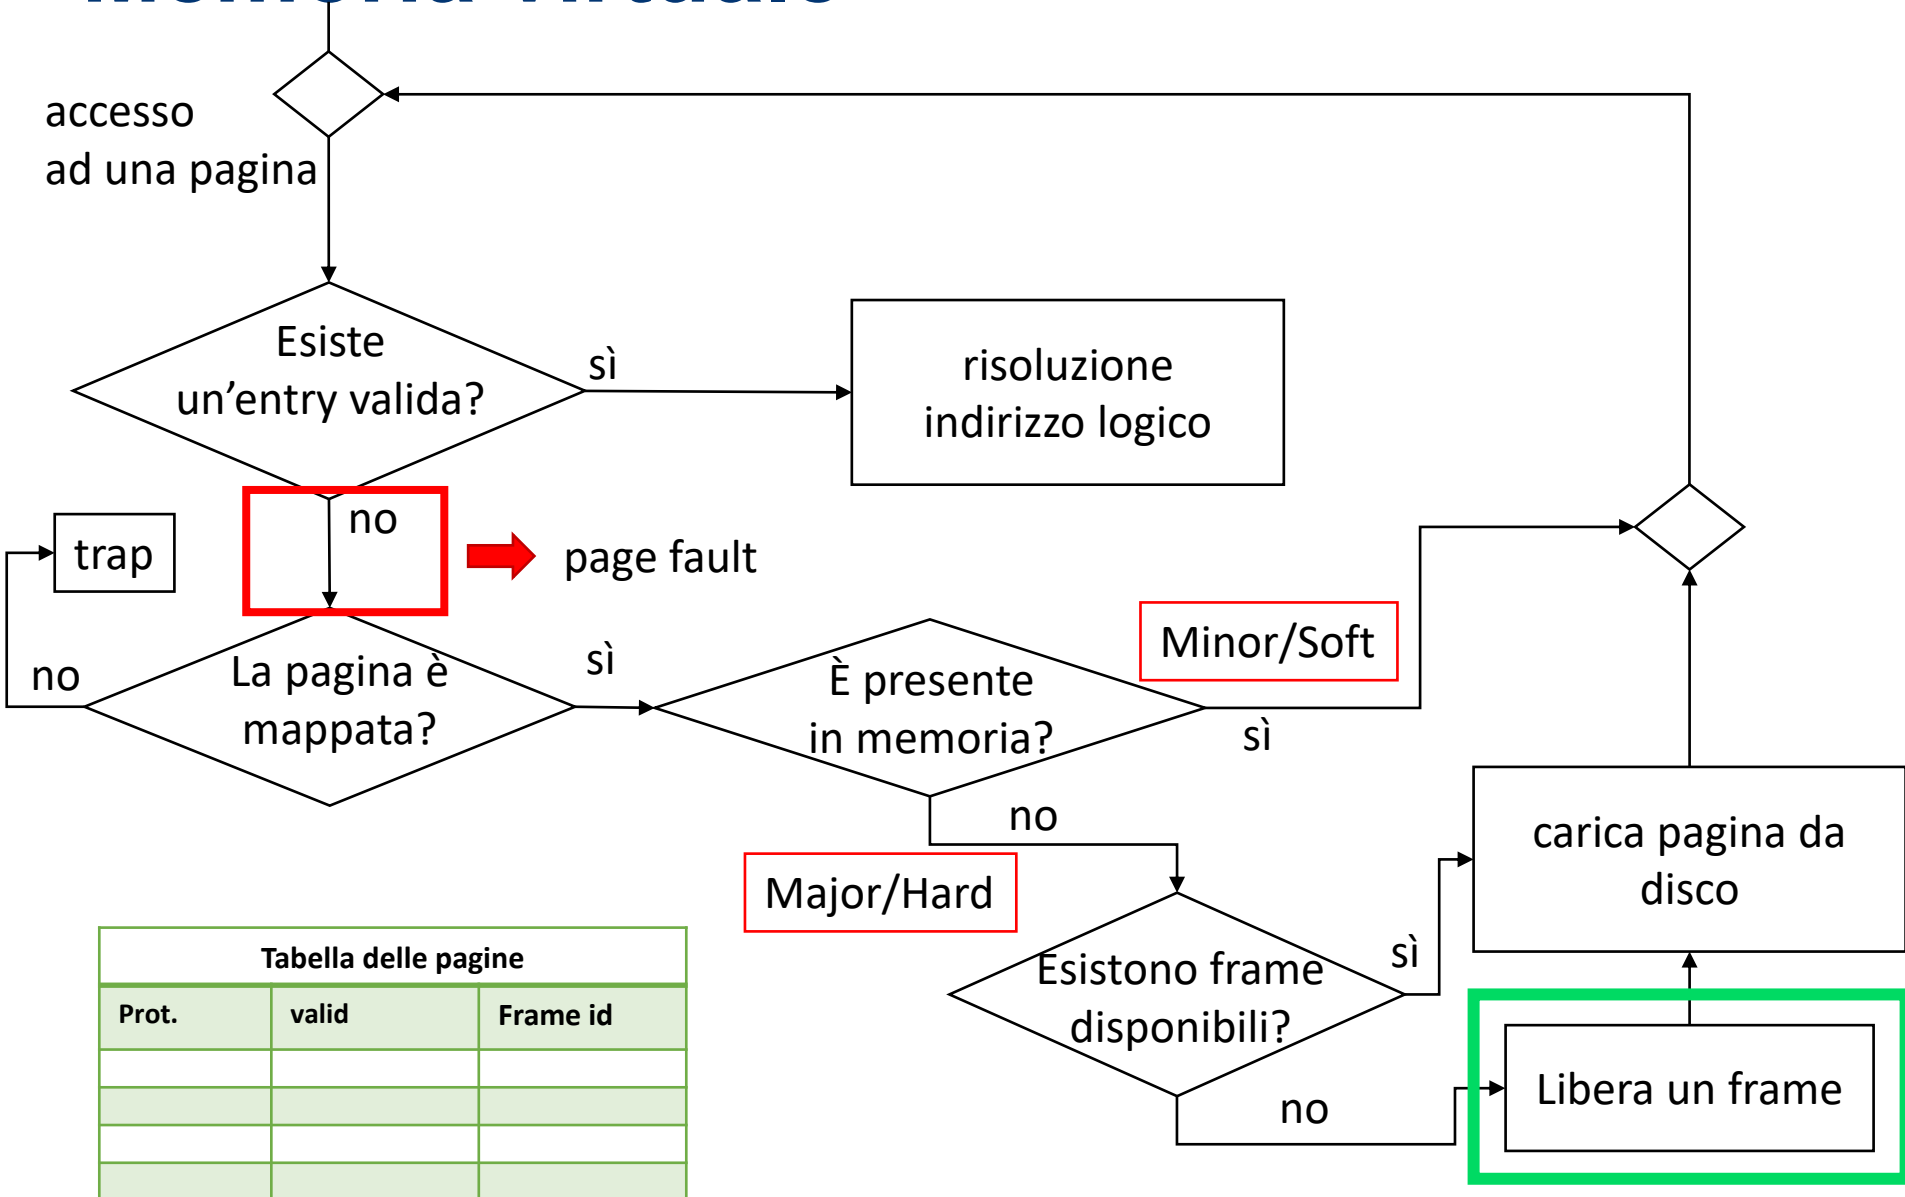 accesso
ad una pagina
Esiste
un’entry valida?
sì
risoluzione
indirizzo logico
no
page fault
trap
no
La pagina è
mappata?
sì
È presente
in memoria?
Minor/Soft
sì
no
Major/Hard
carica pagina da
disco
Esistono frame
disponibili?
sì
no
Libera un frame
Tabella delle pagine
Prot. valid Frame id